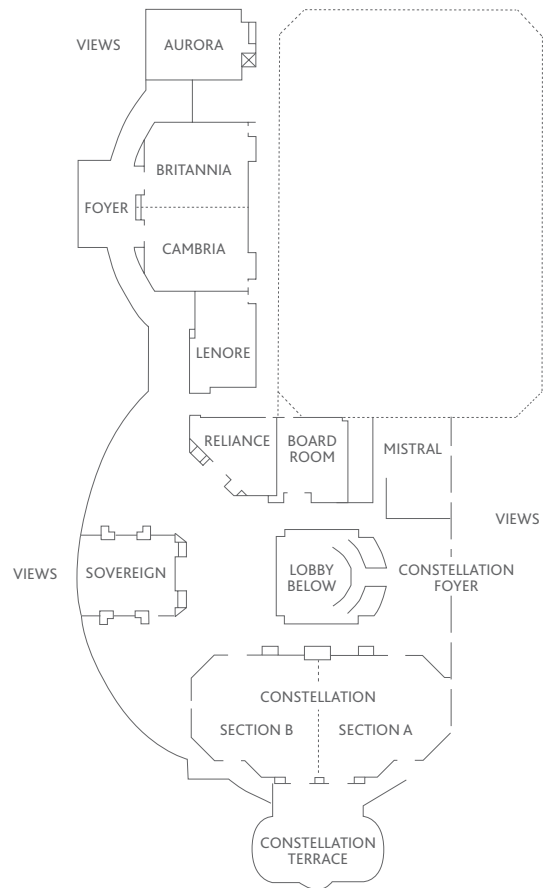 VIEWS
AURORA
BRITANNIA
FOYER
CAMBRIA
LENORE
RELIANCE
BOARD
ROOM
MISTRAL
VIEWS
VIEWS
SOVEREIGN
LOBBY
BELOW
CONSTELLATION
FOYER
CONSTELLATION
SECTION B
SECTION A
CONSTELLATION
TERRACE